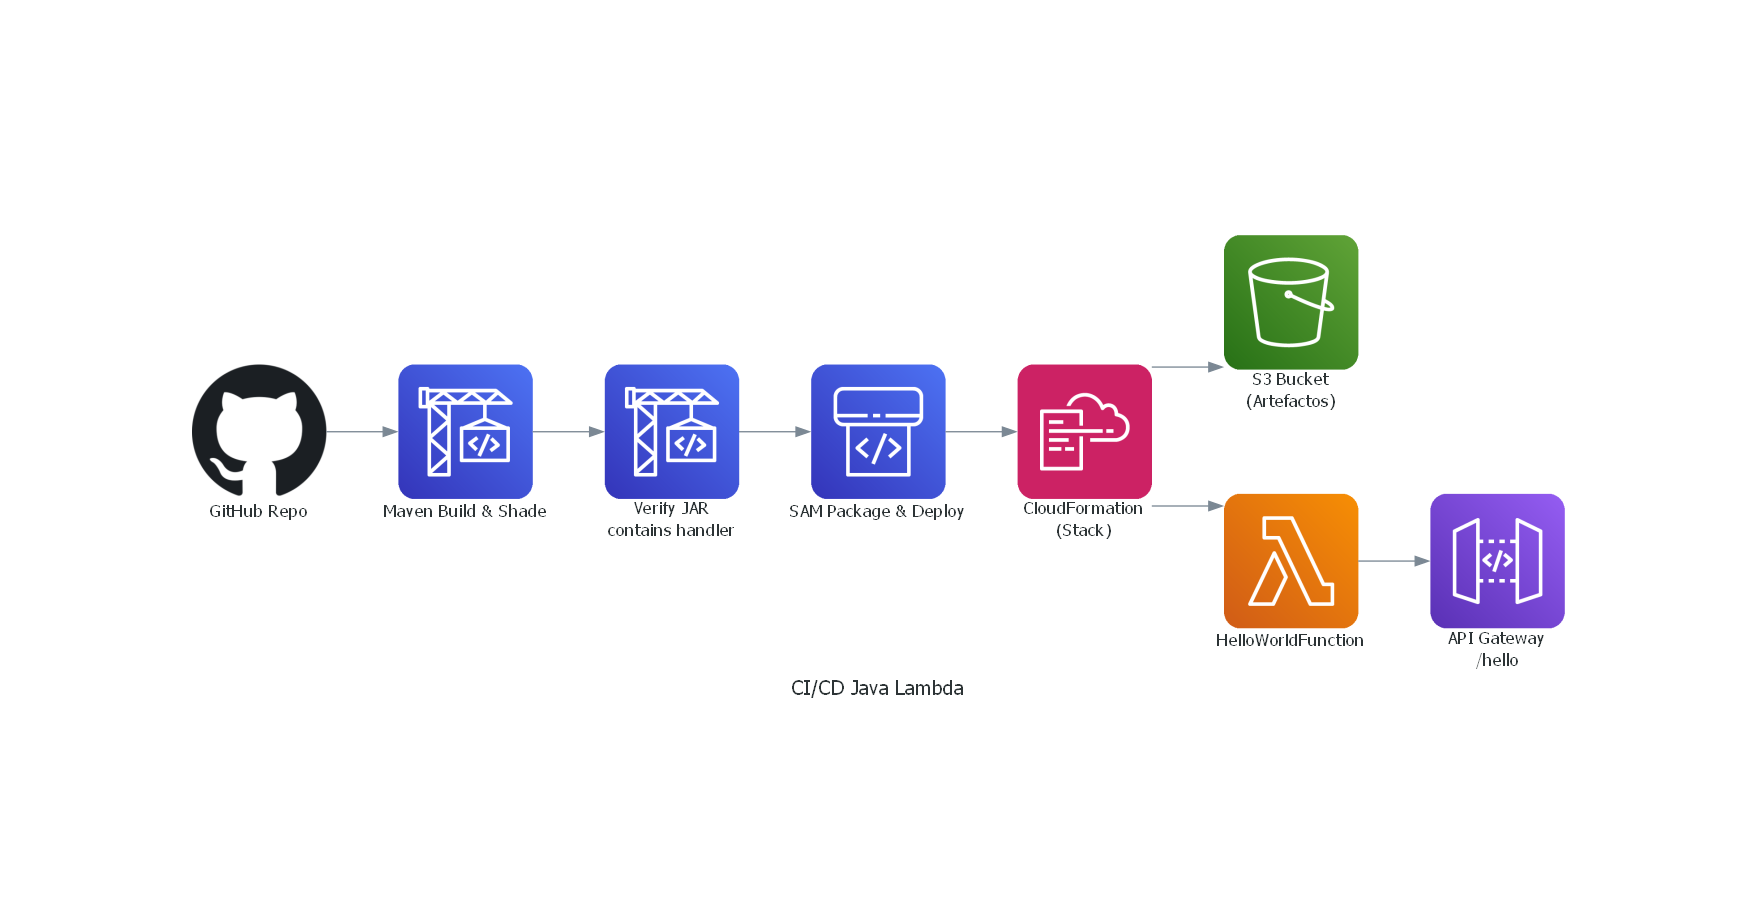 GitHub Repo
Maven Build & Shade
Verify JAR
contains handler
SAM Package & Deploy
CloudFormation
(Stack)
S3 Bucket
(Artefactos)
HelloWorldFunction
API Gateway
/hello
CI/CD Java Lambda